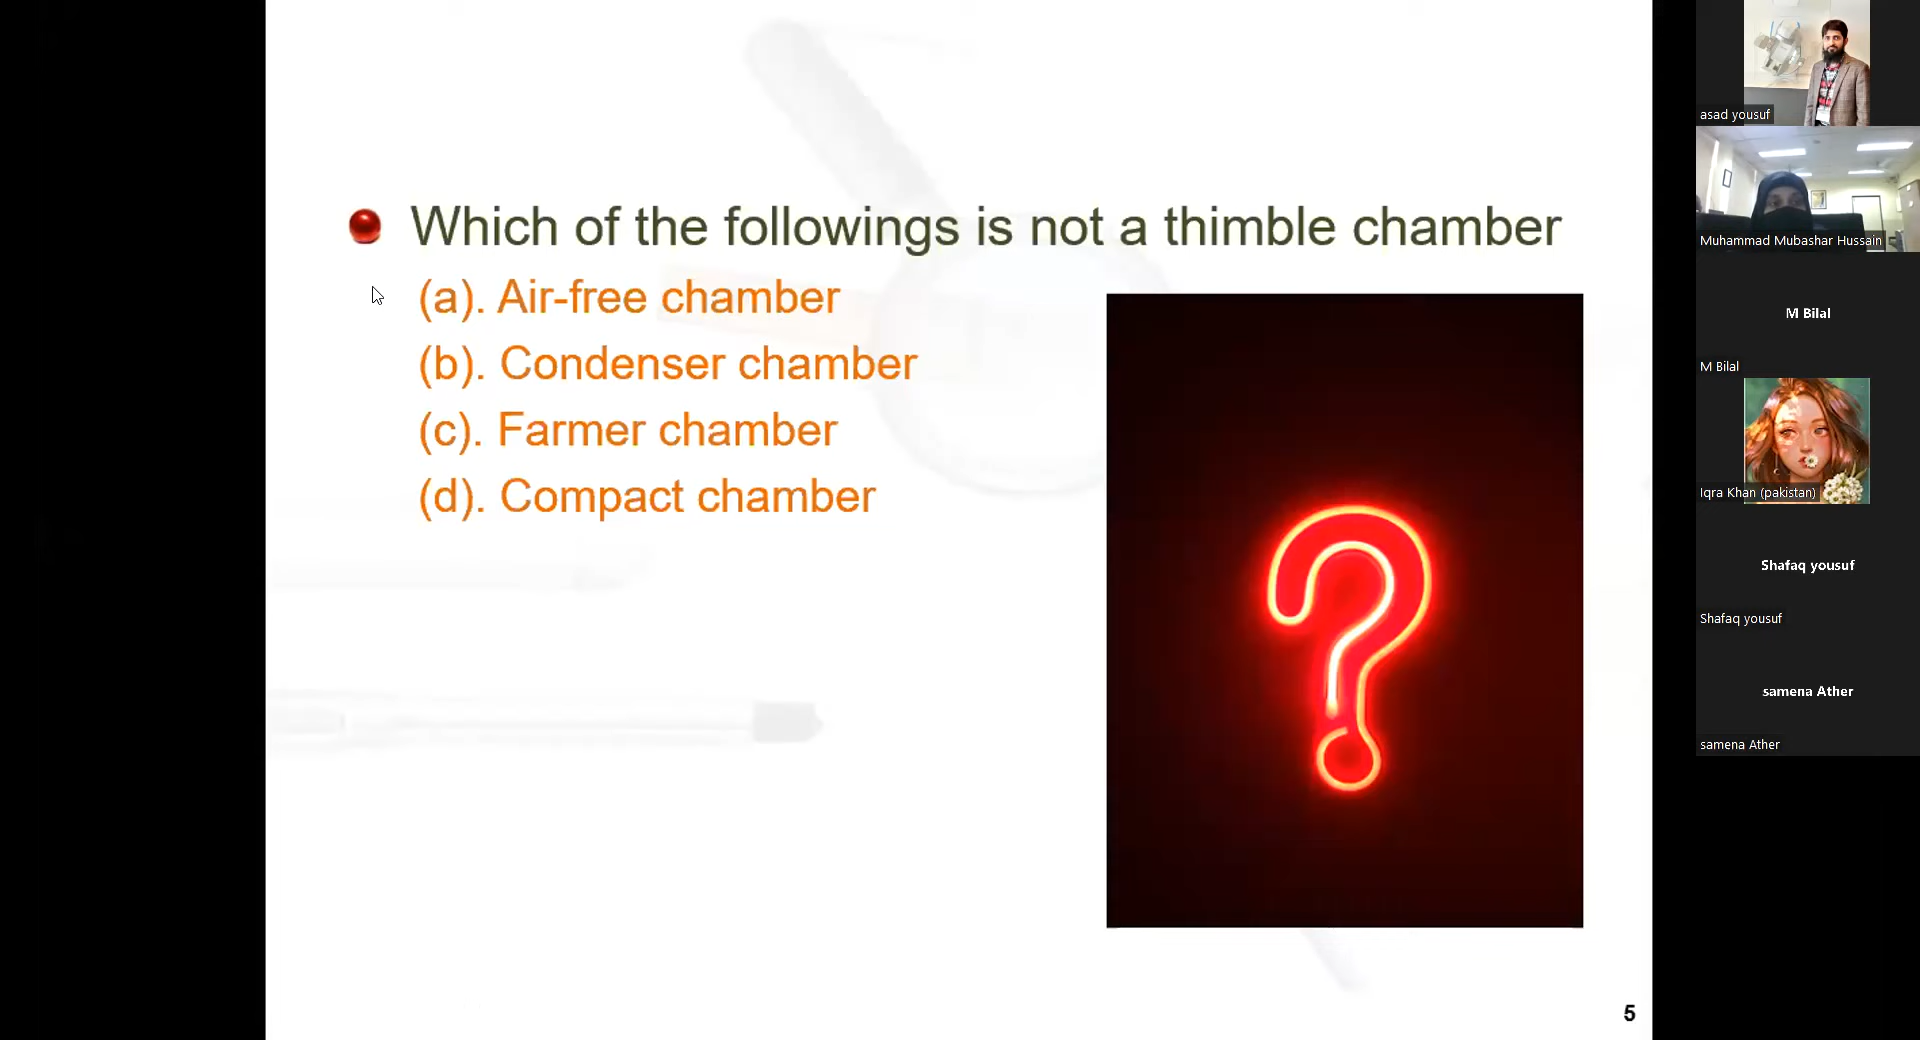 Which of the followings is not a thimble chamber
(a). Air-free chamber
(b). Condenser chamber
(c). Farmer chamber
(d). Compact chamber
5
asad yousuf
Muhammad Mubashar Hussain
M Bilal
M Bilal
Iqra Khan (pakistan)
Shafaq yousuf
Shafaq yousuf
samena Ather
samena Ather